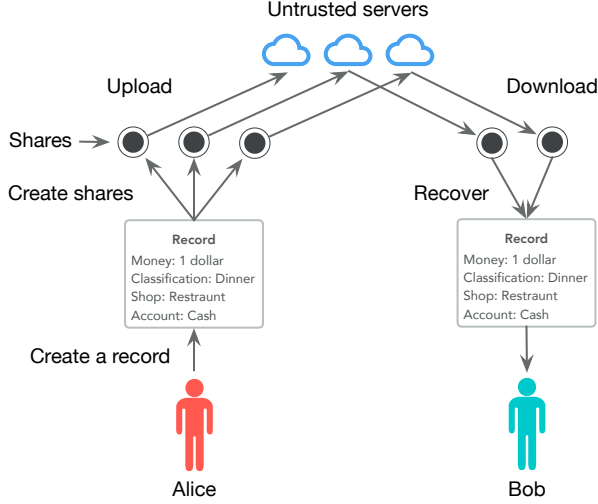 Untrusted servers
Upload
Download
Shares
Create shares
Recover
Record
Money: 1 dollar
Classification: Dinner
Shop: Restraunt
Account: Cash
Record
Money: 1 dollar
Classification: Dinner
Shop: Restraunt
Account: Cash
Create a record
Alice
Bob